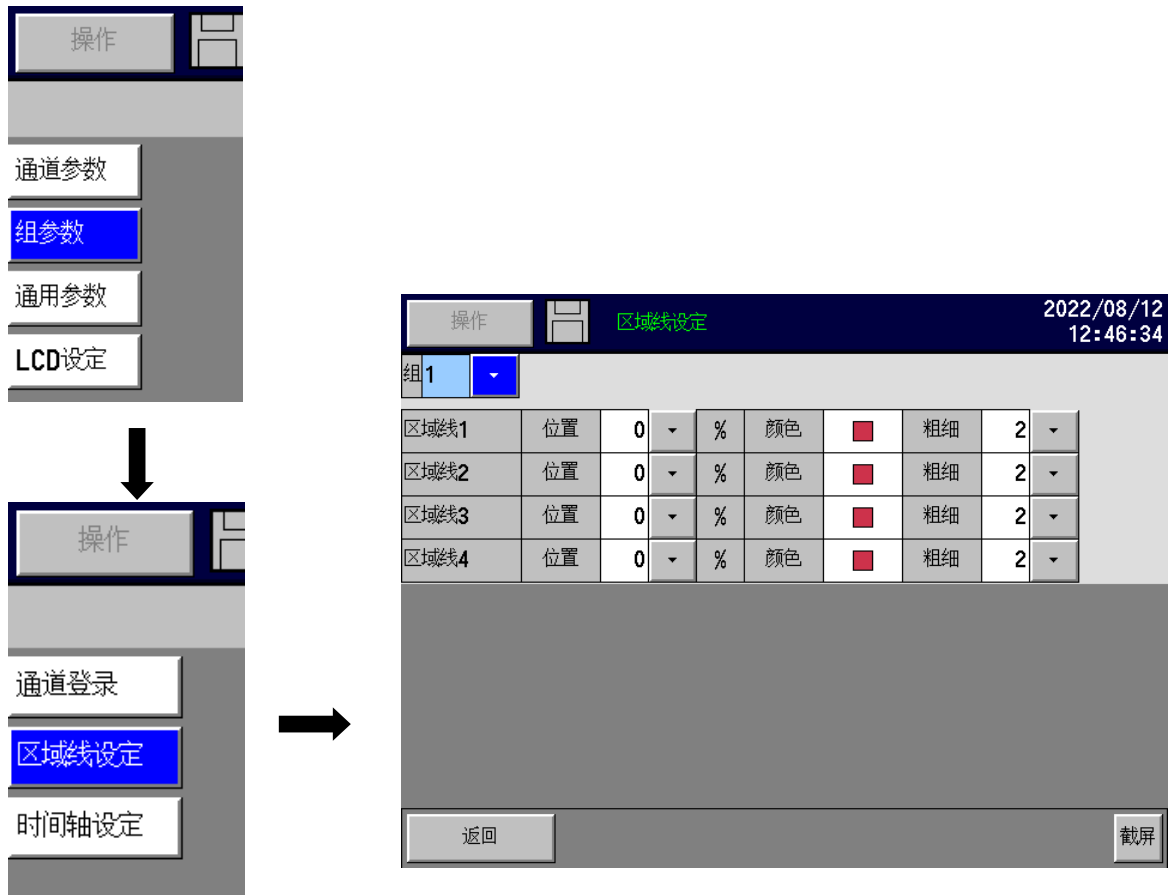 操作
通道参数
组参数
通用参数
LCD设定
操作
通道登录
区域线设定
时间轴设定
操作 区域线设定 2022/08/12
12:46:34
组 1
区域线1 位置 0 % 颜色 粗细 2
区域线2 位置 0 % 颜色 粗细 2
区域线3 位置 0 % 颜色 粗细 2
区域线4 位置 0 % 颜色 粗细 2
返回 截屏